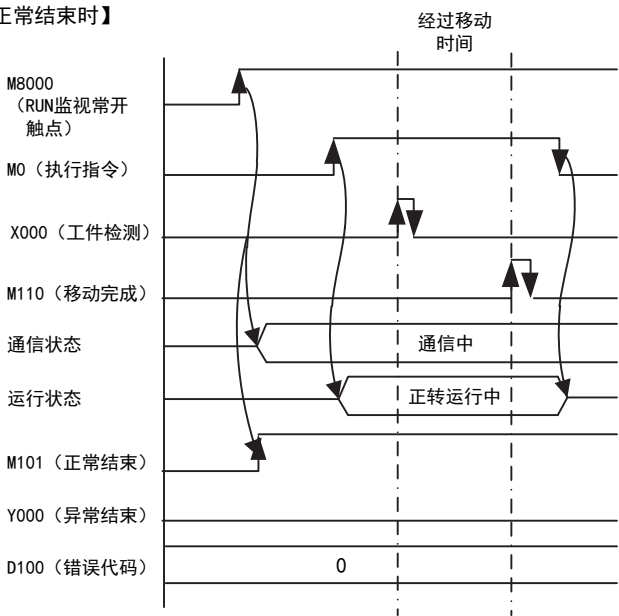 正常结束时】
经过移动
时间
M8000
（RUN监视常开
触点）
M0（执行指令）
X000（工件检测）
M110（移动完成）
通信状态
通信中
运行状态
正转运行中
M101（正常结束）
Y000（异常结束）
D100（错误代码）
0